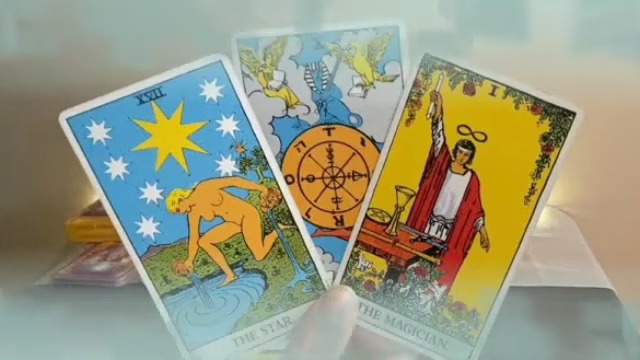 XVII
THE STAR.
X
T
A
R
I
THE MAGICIAN.